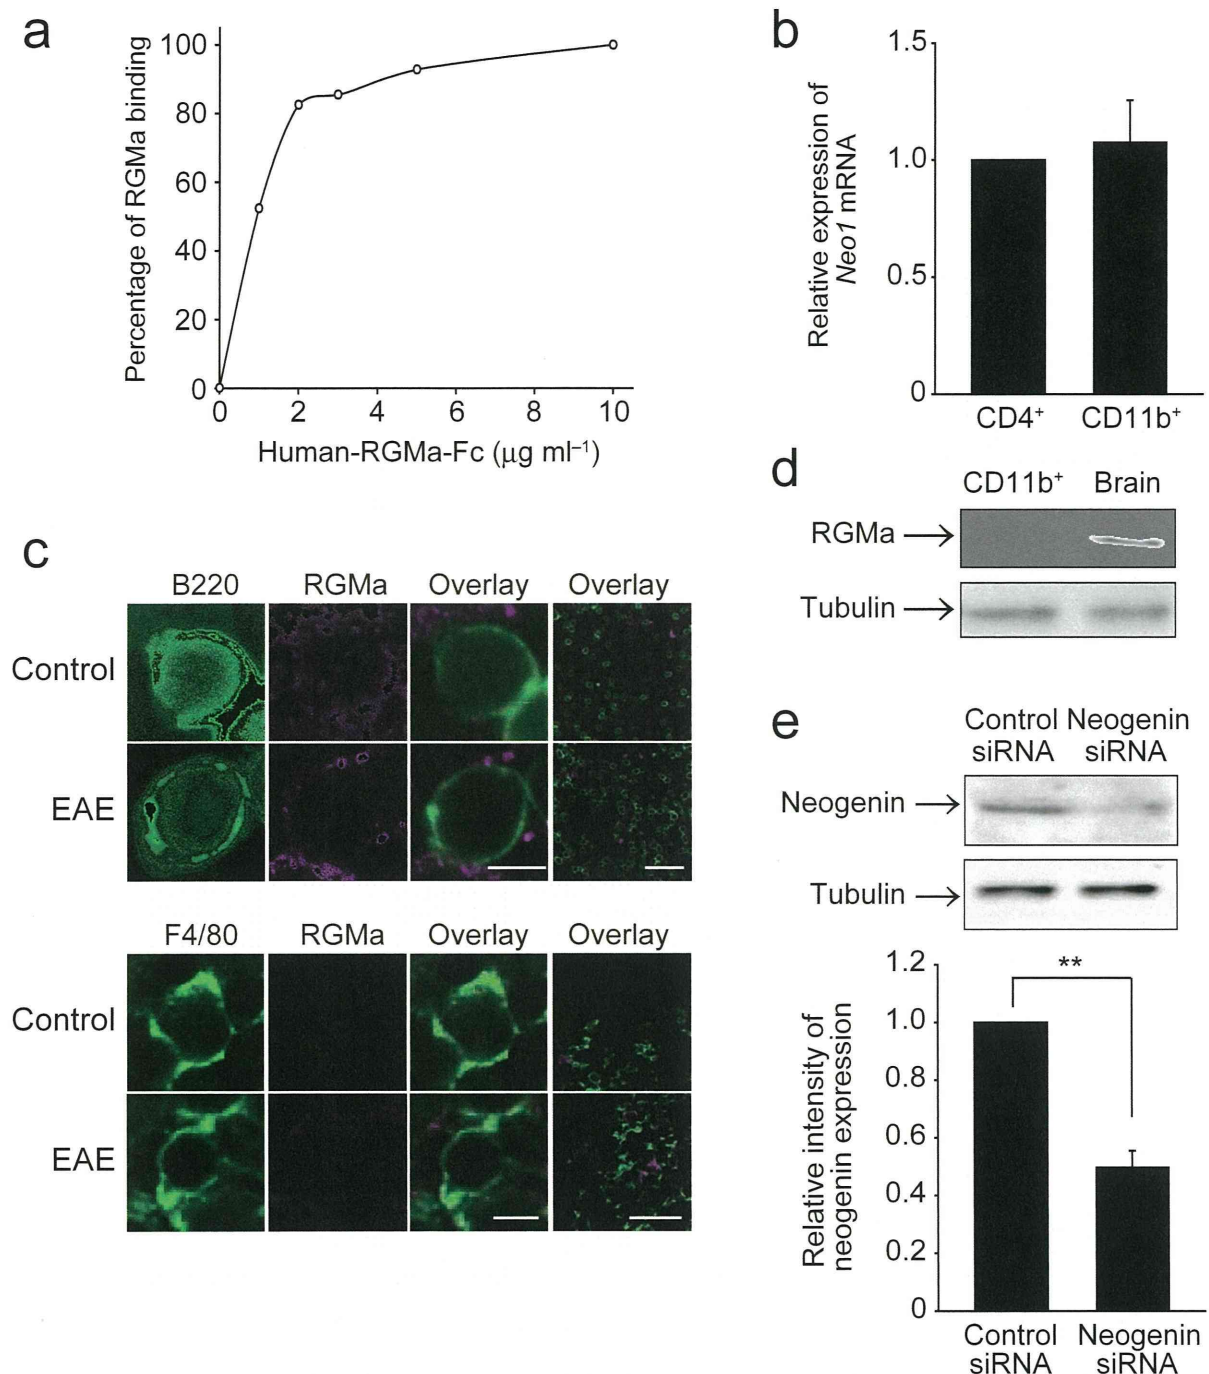 a
100
80
60
40
20
0
Percentage of RGMa binding
0 2 4 6 8 10
Human-RGMa-Fc (μg ml⁻¹)
b
1.5
1.0
0.5
0
Relative expression of
Neo1 mRNA
CD4⁺ CD11b⁺
c
B220 RGMa Overlay Overlay
Control
EAE
F4/80 RGMa Overlay Overlay
Control
EAE
d
CD11b⁺ Brain
RGMa
Tubulin
e
Control Neogenin
siRNA siRNA
Neogenin
Tubulin
1.2
1.0
0.8
0.6
0.4
0.2
0
Relative intensity of
neogenin expression
**
Control Neogenin
siRNA siRNA